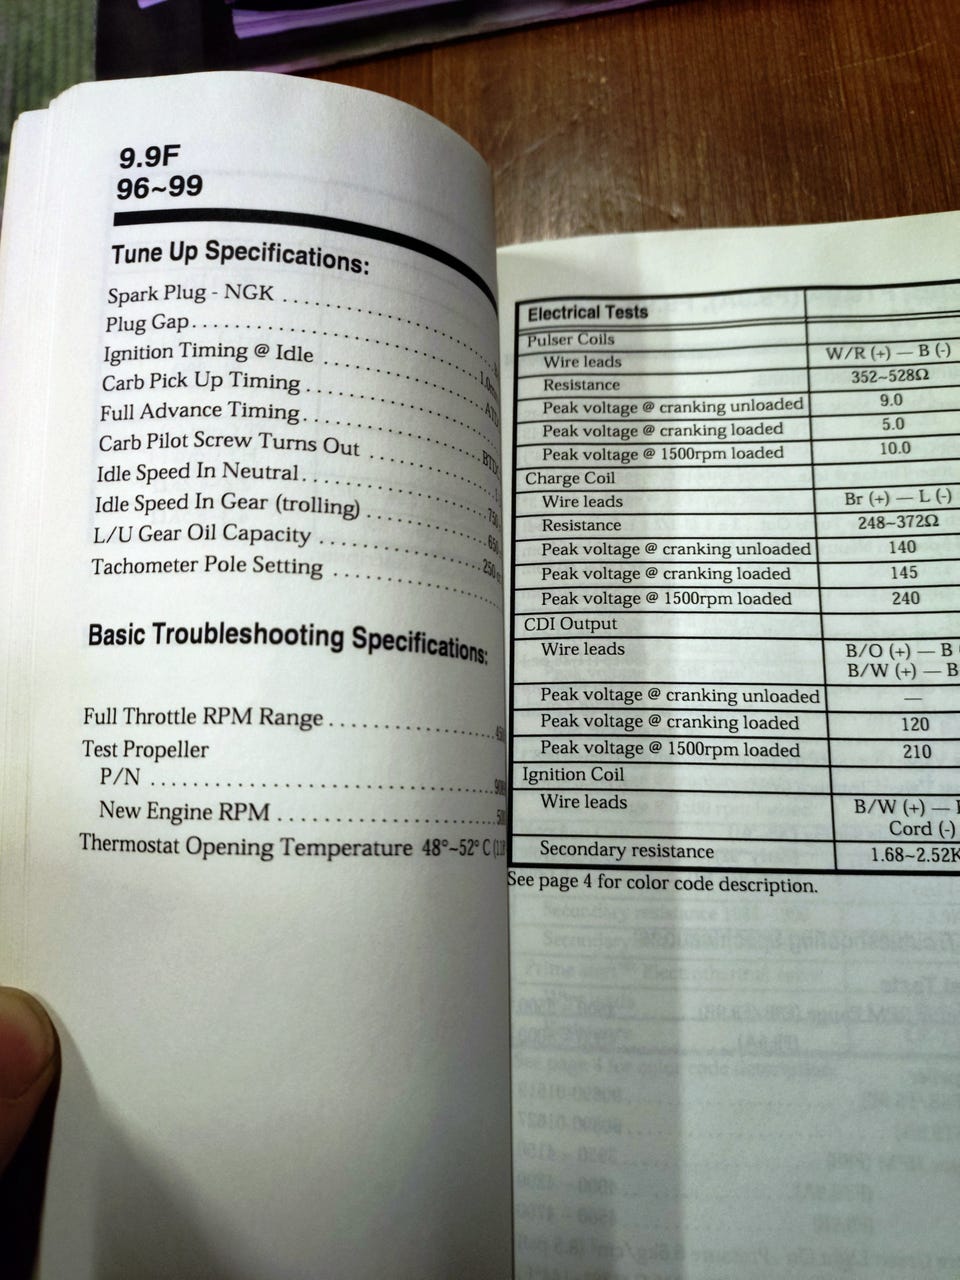 9.9F
96~99
Tune Up Specifications:
Spark Plug - NGK
Plug Gap
Ignition Timing @ Idle
Carb Pick Up Timing
Full Advance Timing
Carb Pilot Screw Turns Out
Idle Speed In Neutral
Idle Speed In Gear (trolling)
L/U Gear Oil Capacity
Tachometer Pole Setting
Basic Troubleshooting Specifications:
Full Throttle RPM Range
Test Propeller
P/N
New Engine RPM
Thermostat Opening Temperature 48°~52° C
Electrical Tests
Pulser Coils
Wire leads W/R (+) — B (-)
Resistance 352~528Ω
Peak voltage @ cranking unloaded 9.0
Peak voltage @ cranking loaded 5.0
Peak voltage @ 1500rpm loaded 10.0
Charge Coil
Wire leads Br (+) — L (-)
Resistance 248~372Ω
Peak voltage @ cranking unloaded 140
Peak voltage @ cranking loaded 145
Peak voltage @ 1500rpm loaded 240
CDI Output
Wire leads B/O (+) — B
B/W (+) — B
Peak voltage @ cranking unloaded —
Peak voltage @ cranking loaded 120
Peak voltage @ 1500rpm loaded 210
Ignition Coil
Wire leads B/W (+) —
Cord (-)
Secondary resistance 1.68~2.52K
See page 4 for color code description.